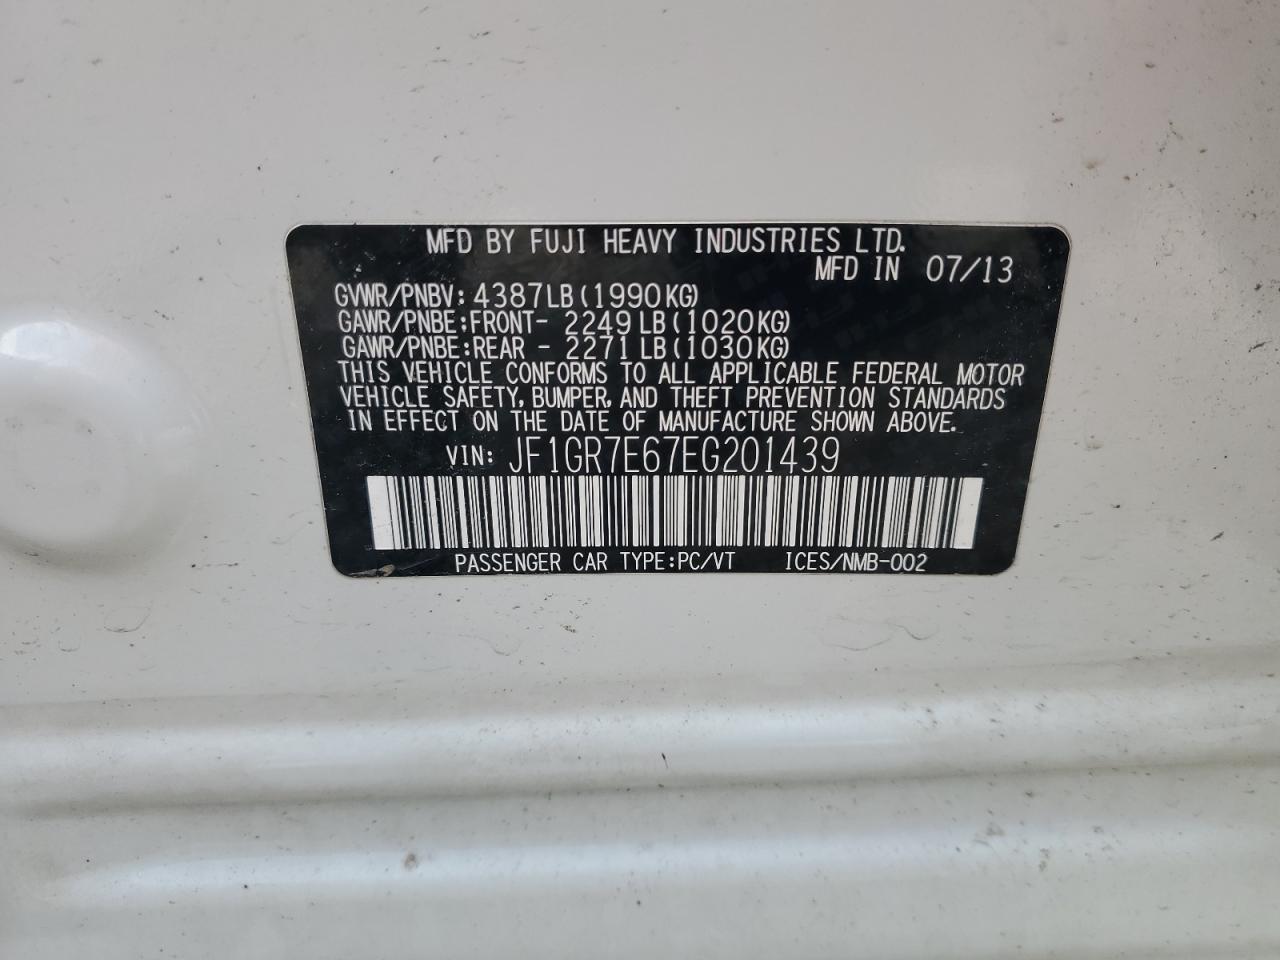 MFD BY FUJI HEAVY INDUSTRIES LTD.
MFD IN 07/13
GVWR/PNBV: 4387LB(1990KG)
GAWR/PNBE:FRONT- 2249LB(1020KG)
GAWR/PNBE:REAR - 2271LB(1030KG)
THIS VEHICLE CONFORMS TO ALL APPLICABLE FEDERAL MOTOR
VEHICLE SAFETY, BUMPER, AND THEFT PREVENTION STANDARDS
IN EFFECT ON THE DATE OF MANUFACTURE SHOWN ABOVE.
VIN: JF1GR7E67EG201439
PASSENGER CAR TYPE:PC/VT ICES/NMB-002